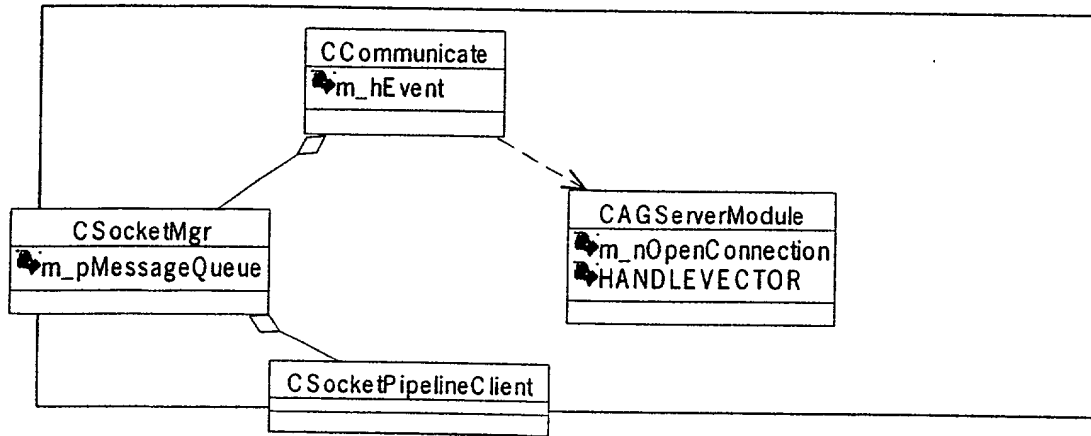 CCommunicate
m_hEvent
CSocketMgr
m_pMessageQueue
CAGServerModule
m_nOpenConnection
HANDLEVECTOR
CSocketPipelineClient